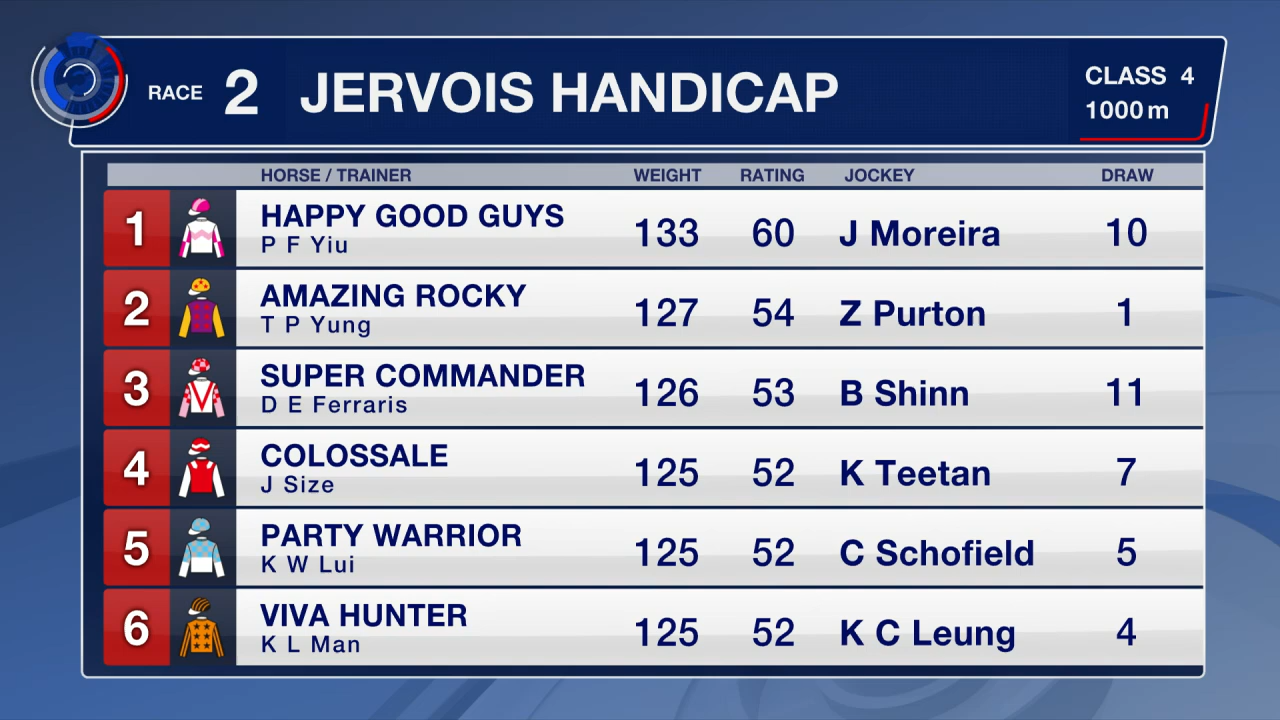 RACE 2 JERVOIS HANDICAP CLASS 4
1000 m
HORSE / TRAINER WEIGHT RATING JOCKEY DRAW
1 HAPPY GOOD GUYS 133 60 J Moreira 10
P F Yiu
2 AMAZING ROCKY 127 54 Z Purton 1
T P Yung
3 SUPER COMMANDER 126 53 B Shinn 11
D E Ferraris
4 COLOSSALE 125 52 K Teetan 7
J Size
5 PARTY WARRIOR 125 52 C Schofield 5
K W Lui
6 VIVA HUNTER 125 52 K C Leung 4
K L Man